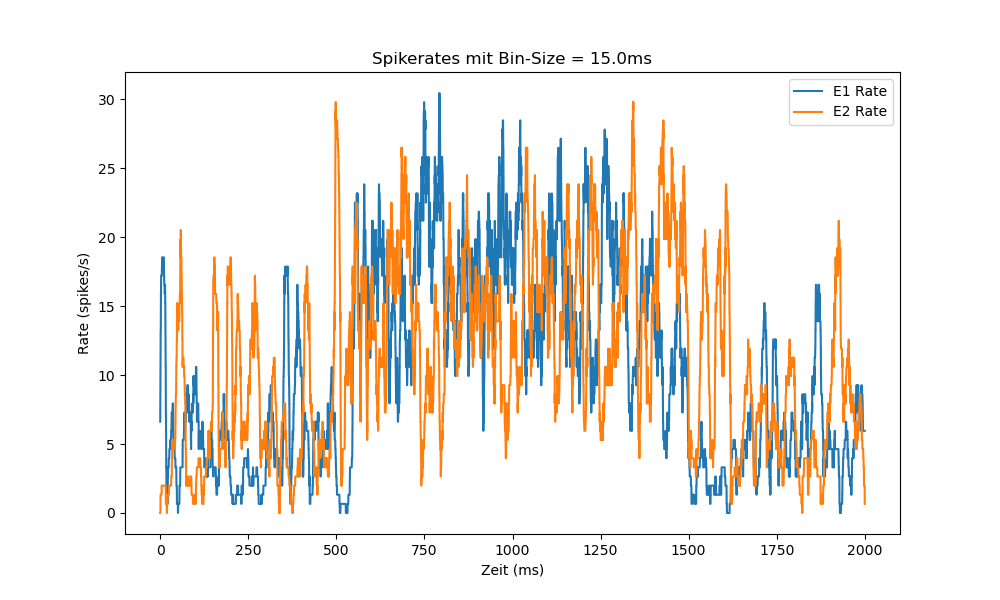 Spikerates mit Bin-Size = 15.0ms
E1 Rate
E2 Rate
30
25
20
15
10
5
0
Rate (spikes/s)
0 250 500 750 1000 1250 1500 1750 2000
Zeit (ms)